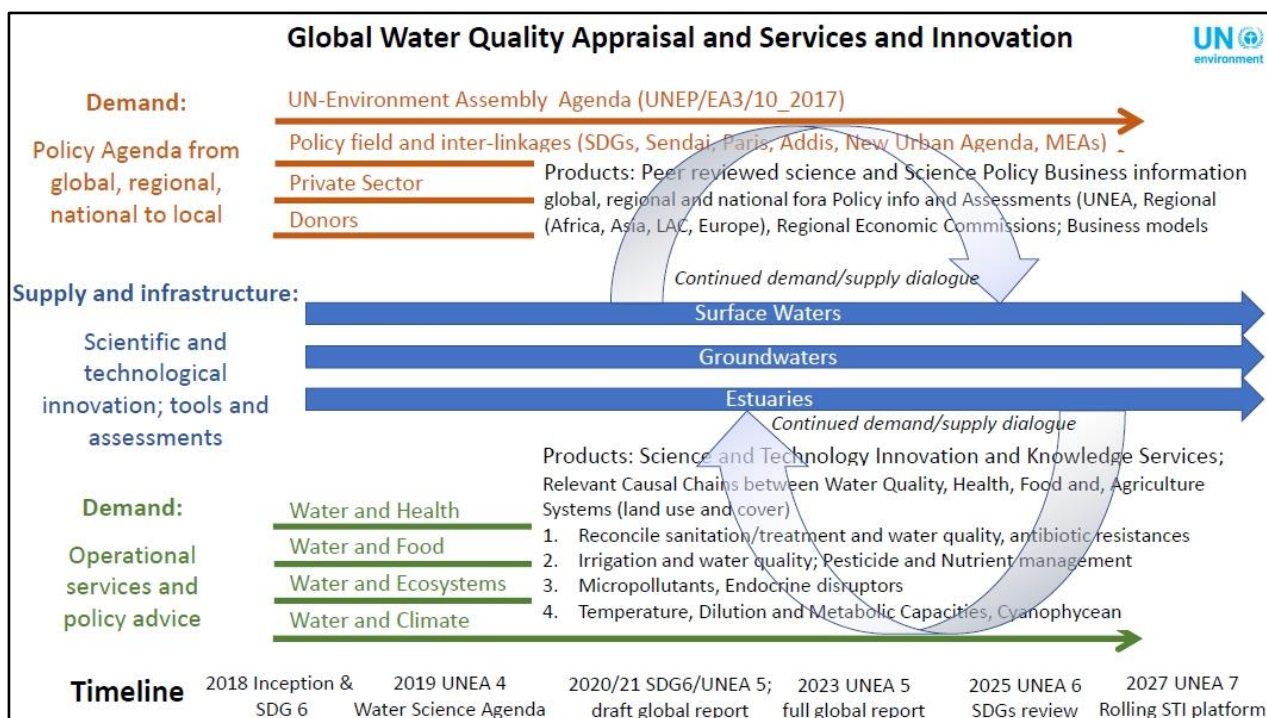 Global Water Quality Appraisal and Services and Innovation
UN
environment
Demand:
Policy Agenda from
global, regional,
national to local
UN-Environment Assembly Agenda (UNEP/EA3/10_2017)
Policy field and inter-linkages (SDGs, Sendai, Paris, Addis, New Urban Agenda, MEAs)
Private Sector
Donors
Products: Peer reviewed science and Science Policy Business information
global, regional and national fora Policy info and Assessments (UNEA, Regional
(Africa, Asia, LAC, Europe), Regional Economic Commissions; Business models
Continued demand/supply dialogue
Supply and infrastructure:
Scientific and
technological
innovation; tools and
assessments
Surface Waters
Groundwaters
Estuaries
Continued demand/supply dialogue
Products: Science and Technology Innovation and Knowledge Services;
Relevant Causal Chains between Water Quality, Health, Food and, Agriculture
Systems (land use and cover)
1. Reconcile sanitation/treatment and water quality, antibiotic resistances
2. Irrigation and water quality; Pesticide and Nutrient management
3. Micropollutants, Endocrine disruptors
4. Temperature, Dilution and Metabolic Capacities, Cyanophycean
Demand:
Operational
services and
policy advice
Water and Health
Water and Food
Water and Ecosystems
Water and Climate
Timeline
2018 Inception &
SDG 6
2019 UNEA 4
Water Science Agenda
2020/21 SDG6/UNEA 5;
draft global report
2023 UNEA 5
full global report
2025 UNEA 6
SDGs review
2027 UNEA 7
Rolling STI platform